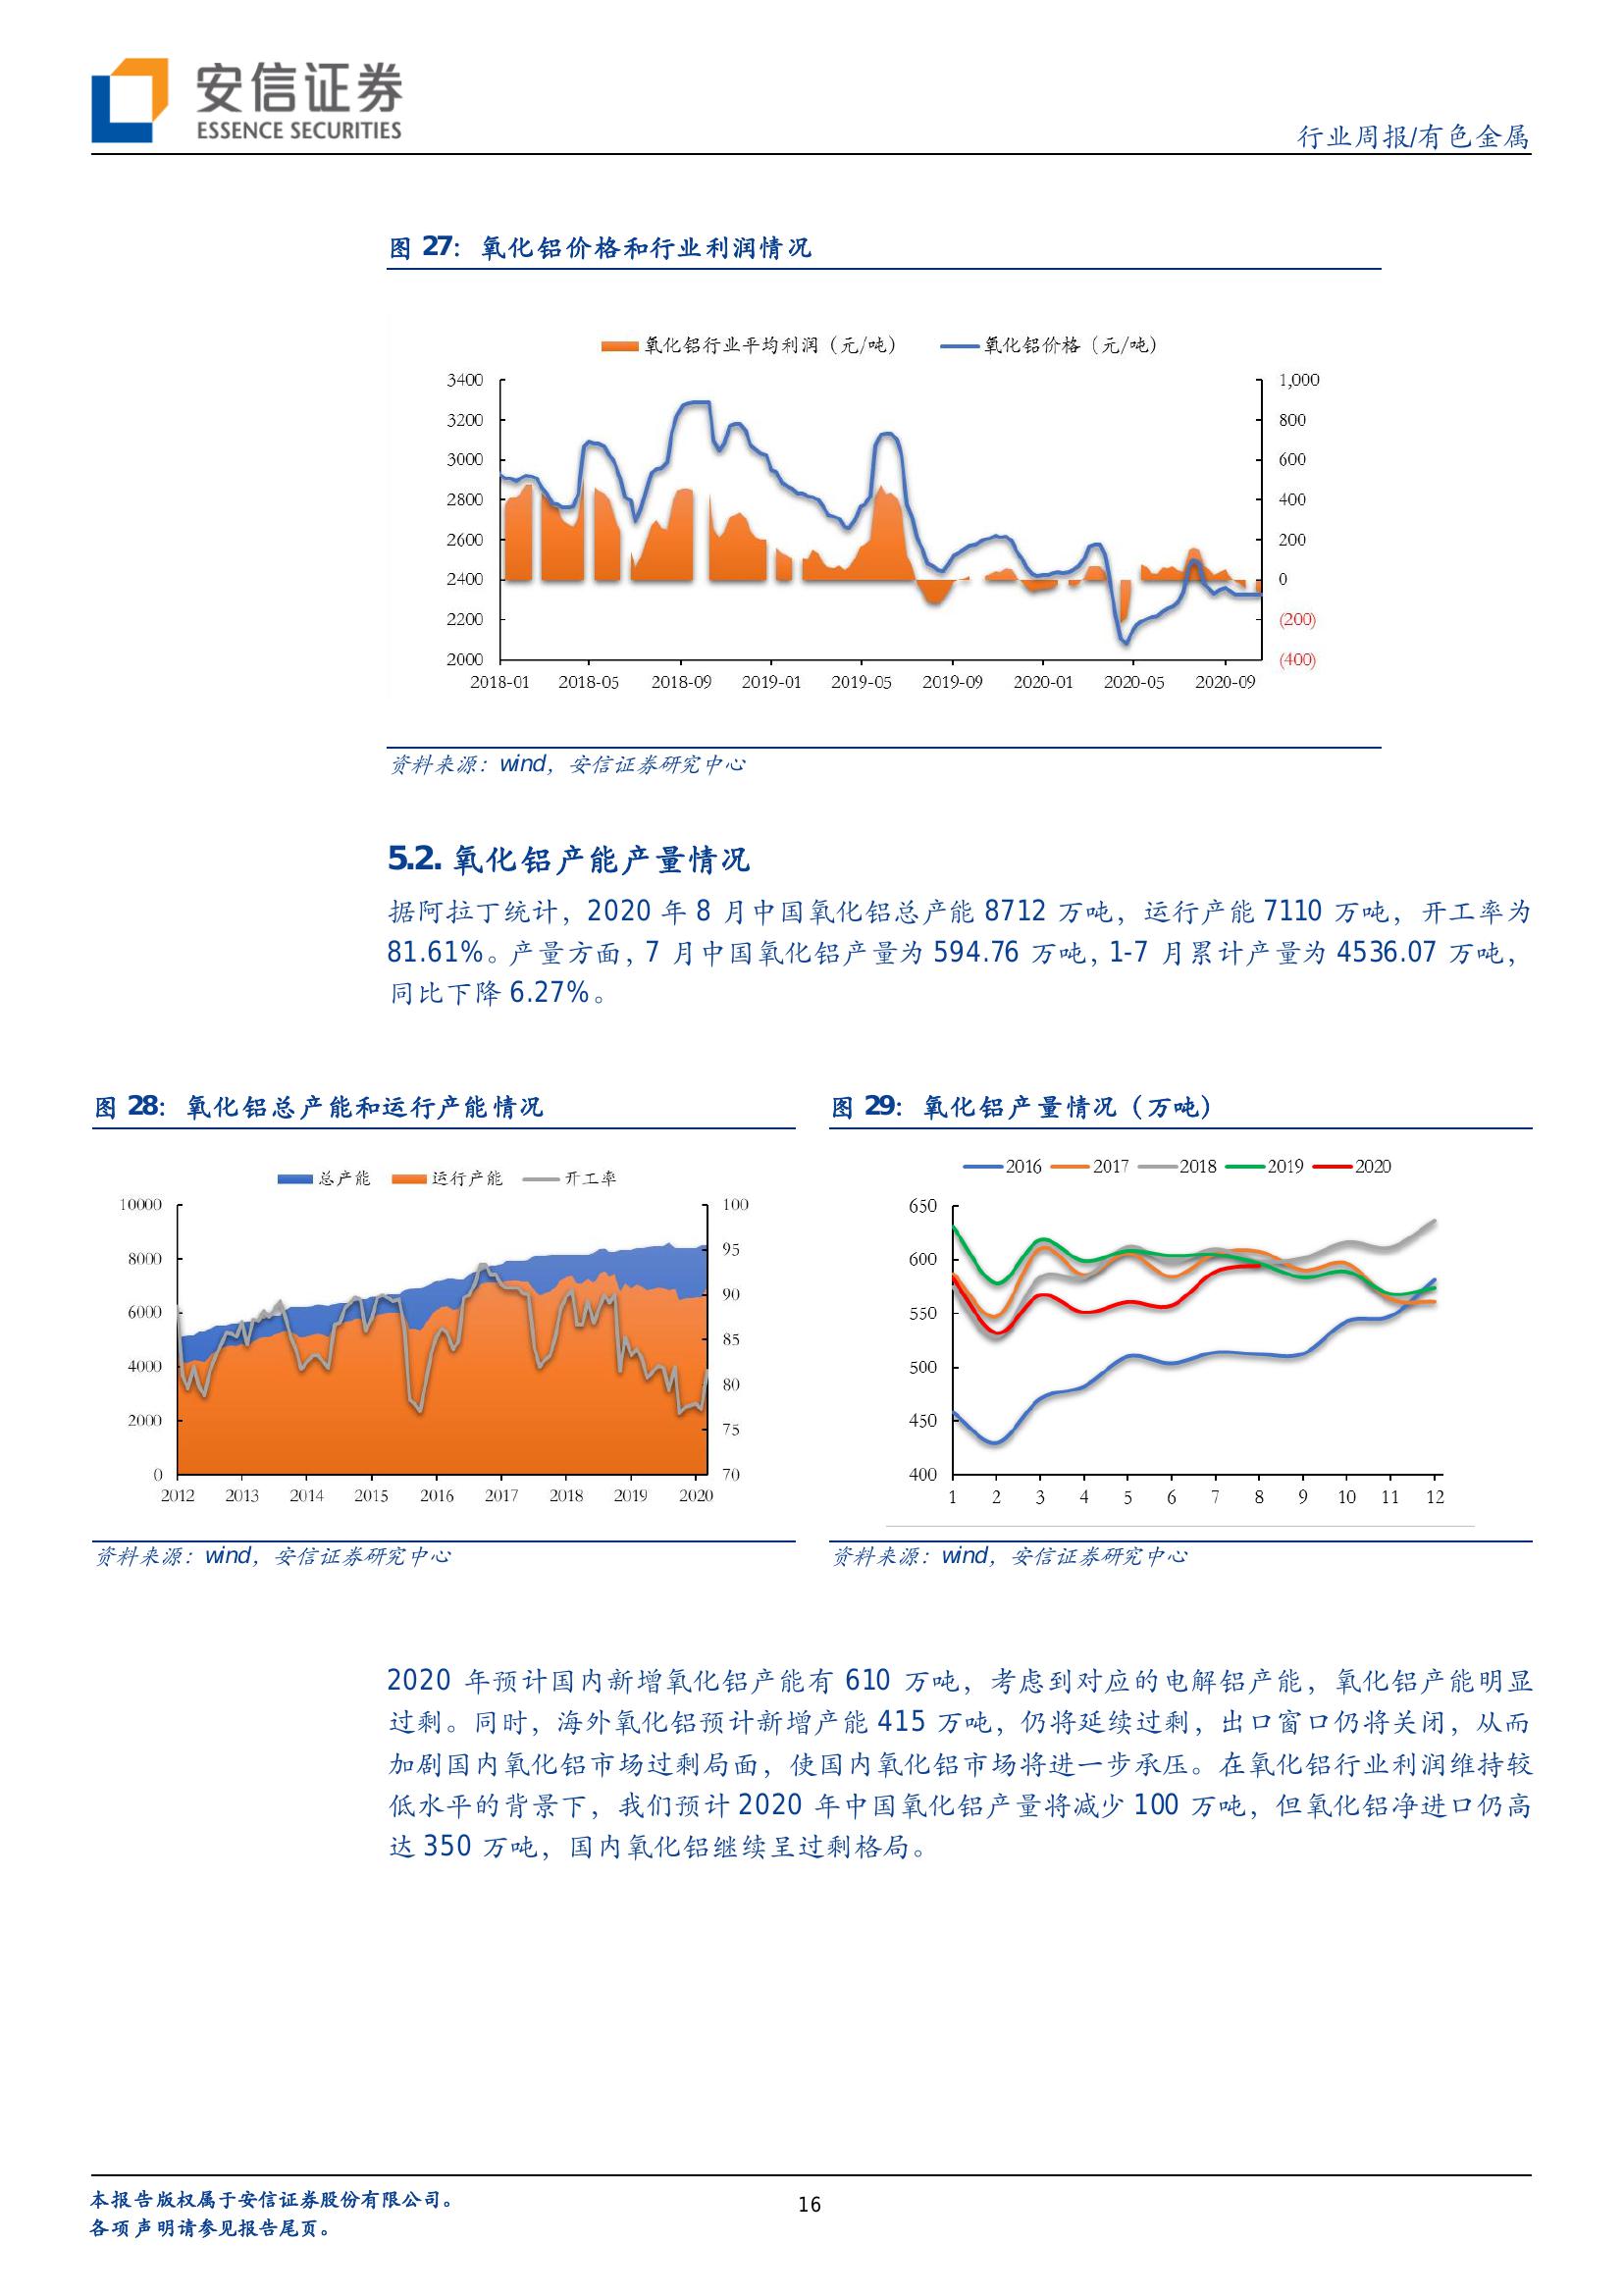 安信证券
ESSENCE SECURITIES
行业周报/有色金属
图 27：氧化铝价格和行业利润情况
氧化铝行业平均利润（元/吨） 氧化铝价格（元/吨）
3400 1,000
3200 800
3000 600
2800 400
2600 200
2400 0
2200 (200)
2000 (400)
2018-01 2018-05 2018-09 2019-01 2019-05 2019-09 2020-01 2020-05 2020-09
资料来源：wind，安信证券研究中心
5.2. 氧化铝产能产量情况
据阿拉丁统计，2020 年 8 月中国氧化铝总产能 8712 万吨，运行产能 7110 万吨，开工率为
81.61%。产量方面，7 月中国氧化铝产量为 594.76 万吨，1-7 月累计产量为 4536.07 万吨，
同比下降 6.27%。
图 28：氧化铝总产能和运行产能情况
总产能 运行产能 开工率
10000 100
95
8000
90
6000
85
4000
80
2000
75
0 70
2012 2013 2014 2015 2016 2017 2018 2019 2020
资料来源：wind，安信证券研究中心
图 29：氧化铝产量情况（万吨）
2016 2017 2018 2019 2020
650
600
550
500
450
400
1 2 3 4 5 6 7 8 9 10 11 12
资料来源：wind，安信证券研究中心
2020 年预计国内新增氧化铝产能有 610 万吨，考虑到对应的电解铝产能，氧化铝产能明显
过剩。同时，海外氧化铝预计新增产能 415 万吨，仍将延续过剩，出口窗口仍将关闭，从而
加剧国内氧化铝市场过剩局面，使国内氧化铝市场将进一步承压。在氧化铝行业利润维持较
低水平的背景下，我们预计 2020 年中国氧化铝产量将减少 100 万吨，但氧化铝净进口仍高
达 350 万吨，国内氧化铝继续呈过剩格局。
本报告版权属于安信证券股份有限公司。
各项声明请参见报告尾页。
16